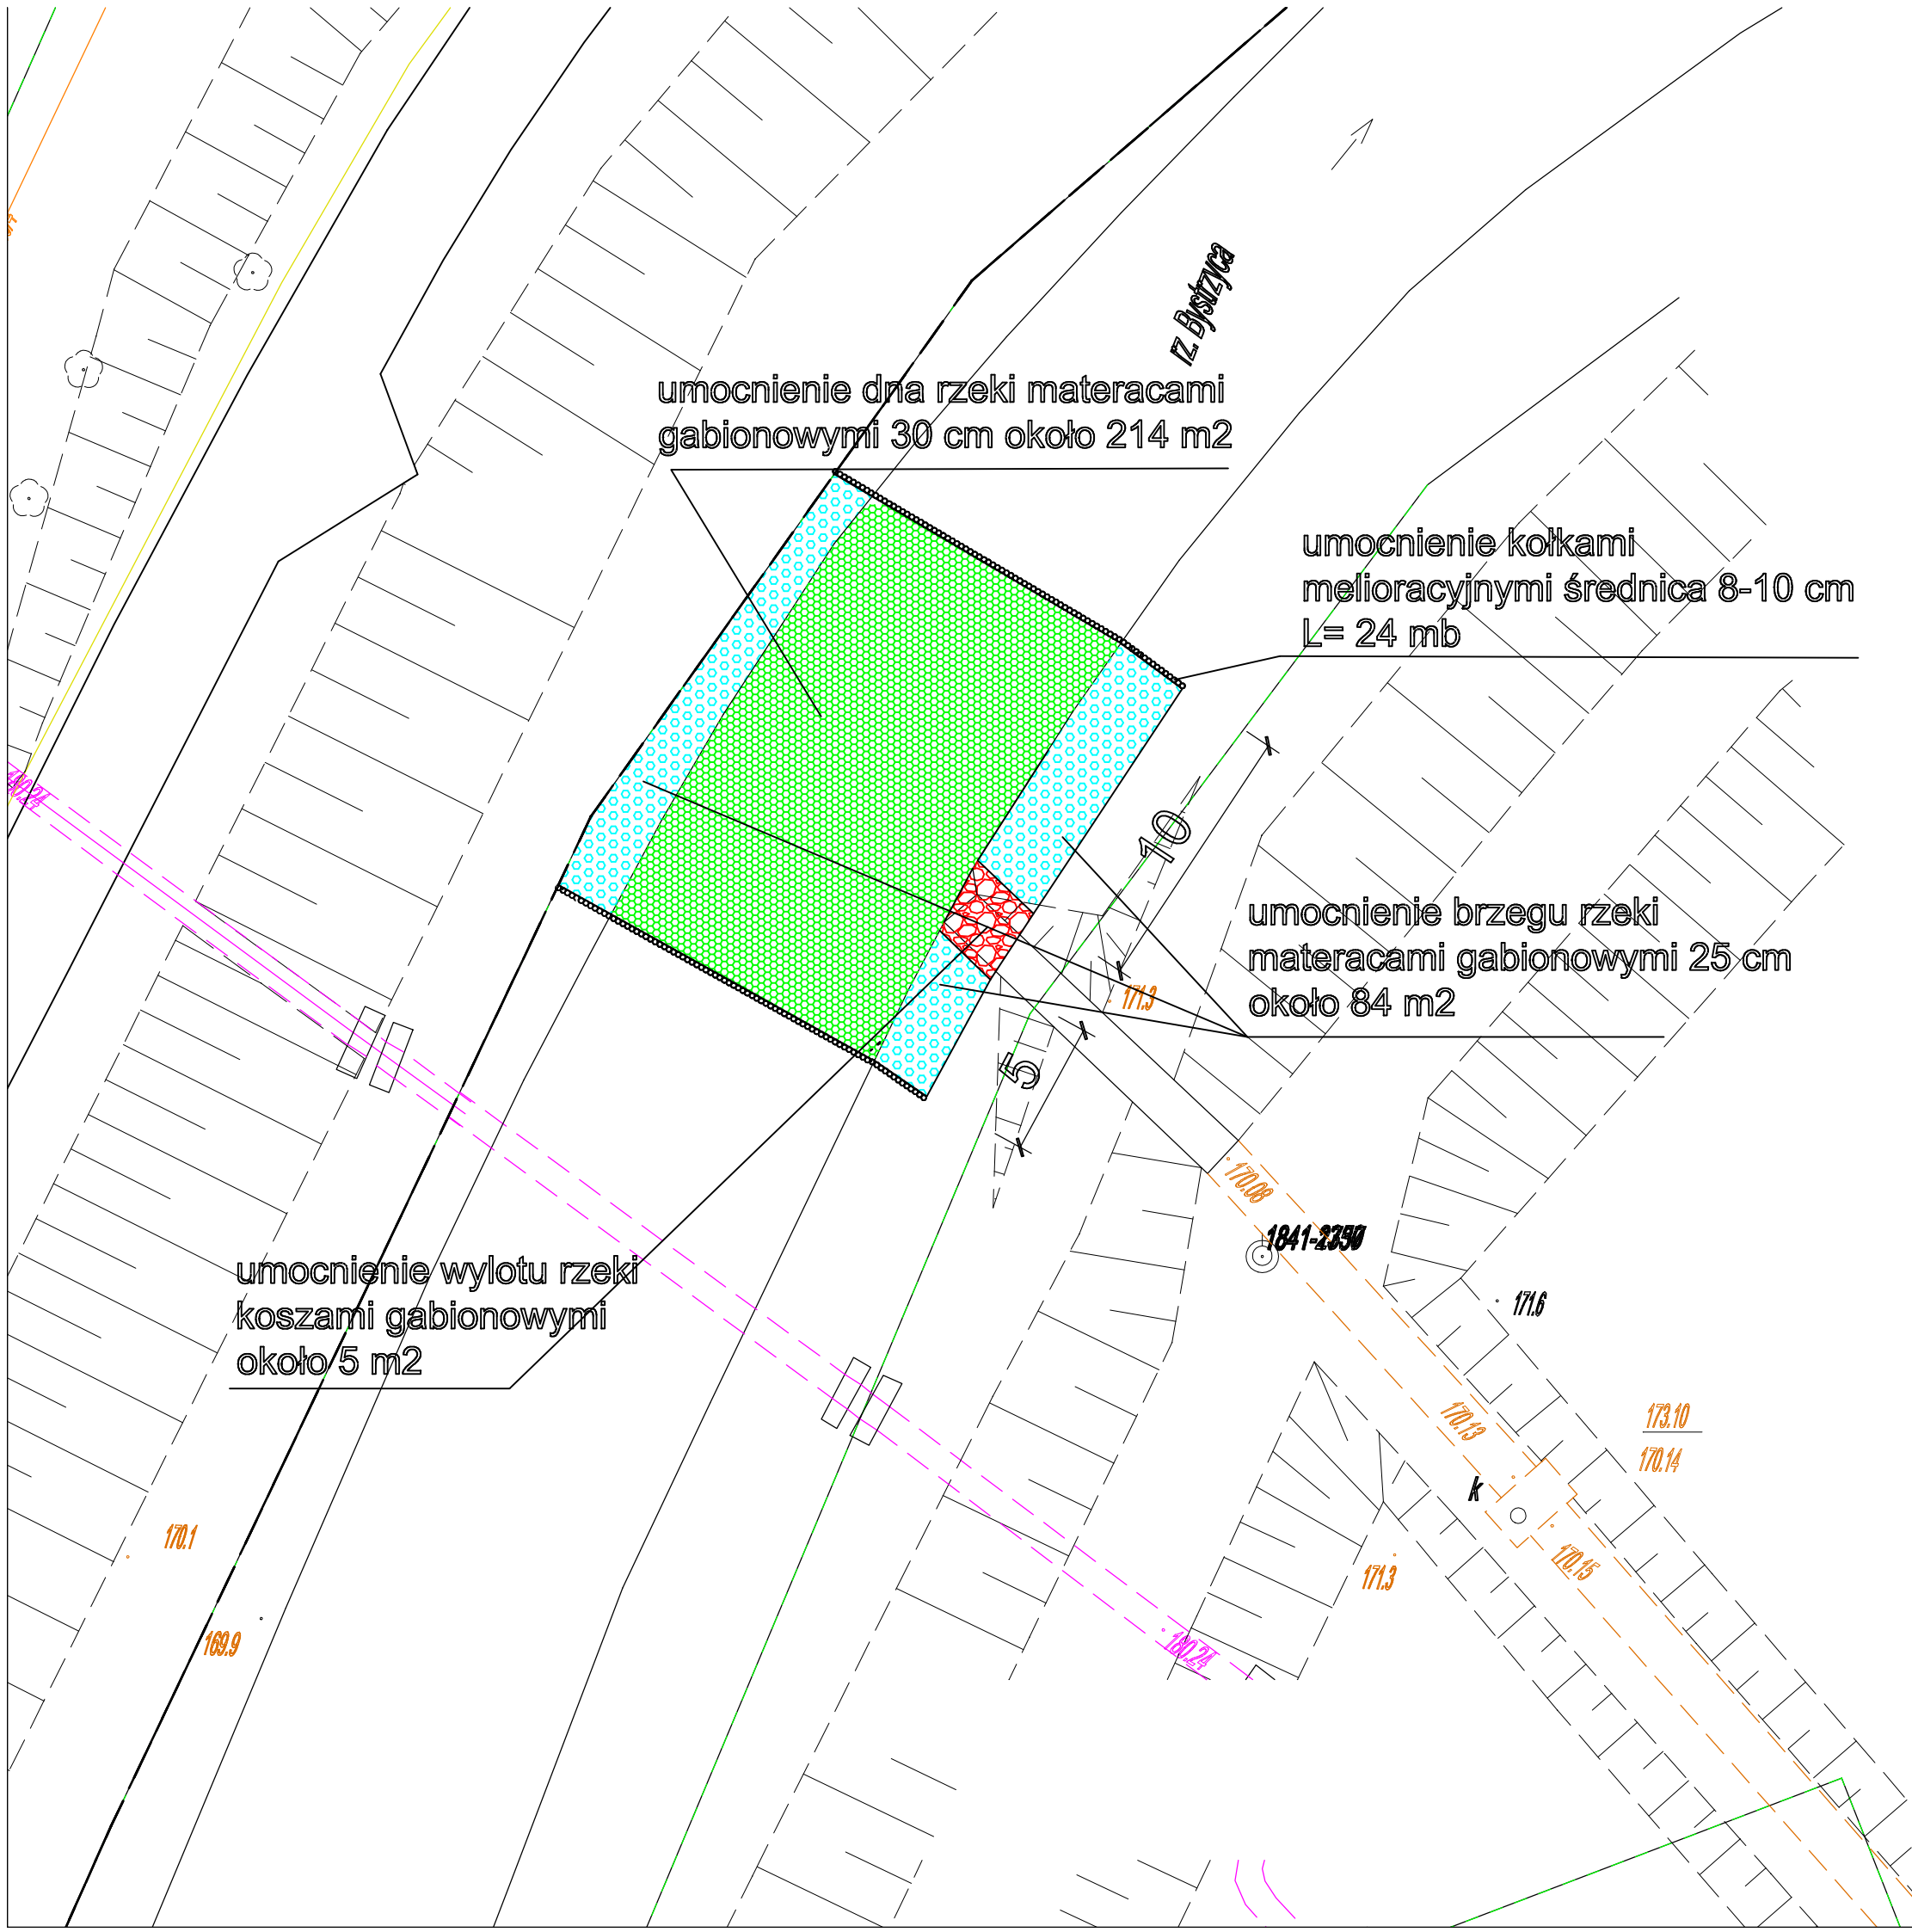 rz. Bystrzyca
umocnienie dna rzeki materacami
gabionowymi 30 cm około 214 m2
umocnienie kołkami
melioracyjnymi średnica 8-10 cm
L= 24 mb
10
umocnienie brzegu rzeki
materacami gabionowymi 25 cm
około 84 m2
171.3
5
170.08
umocnienie wylotu rzeki
koszami gabionowymi
około 5 m2
171.6
170.13
173.10
170.14
k
170.1
170.15
171.3
169.9
180.24